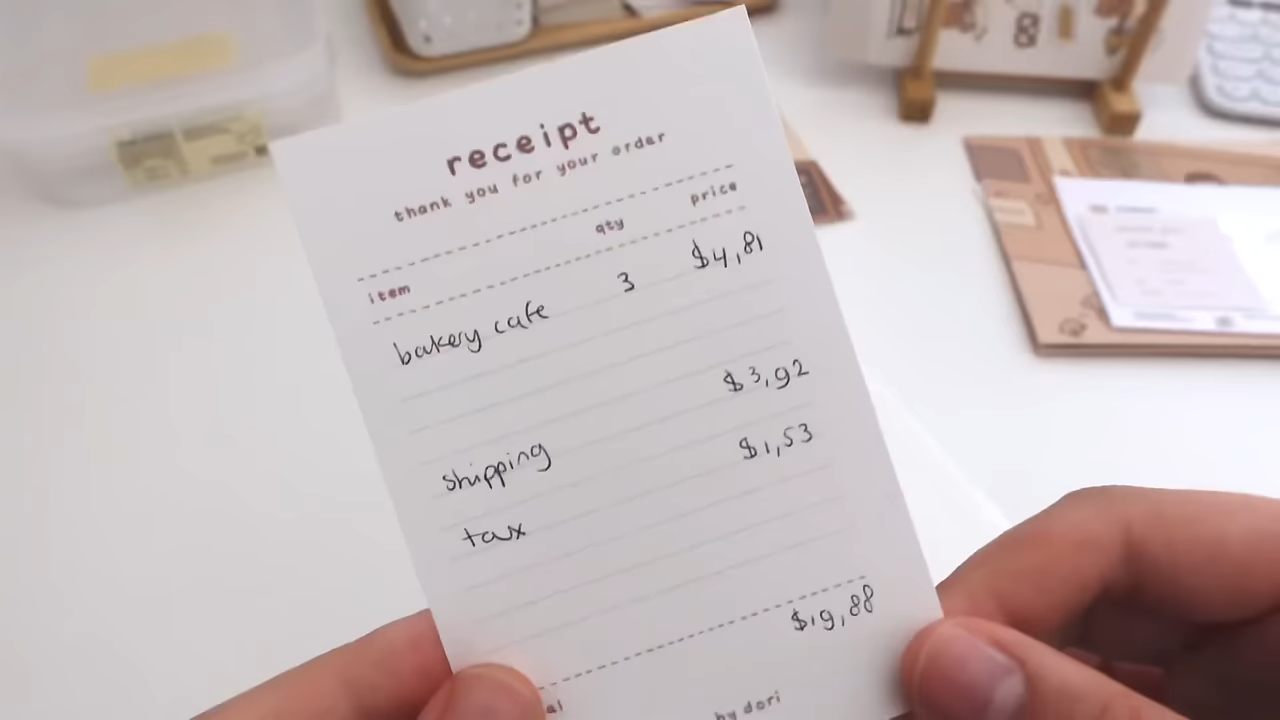 receipt
thank you for your order
item qty price
bakery cafe 3 $4,81
shipping $3,92
tax $1,53
$19,88
by dori